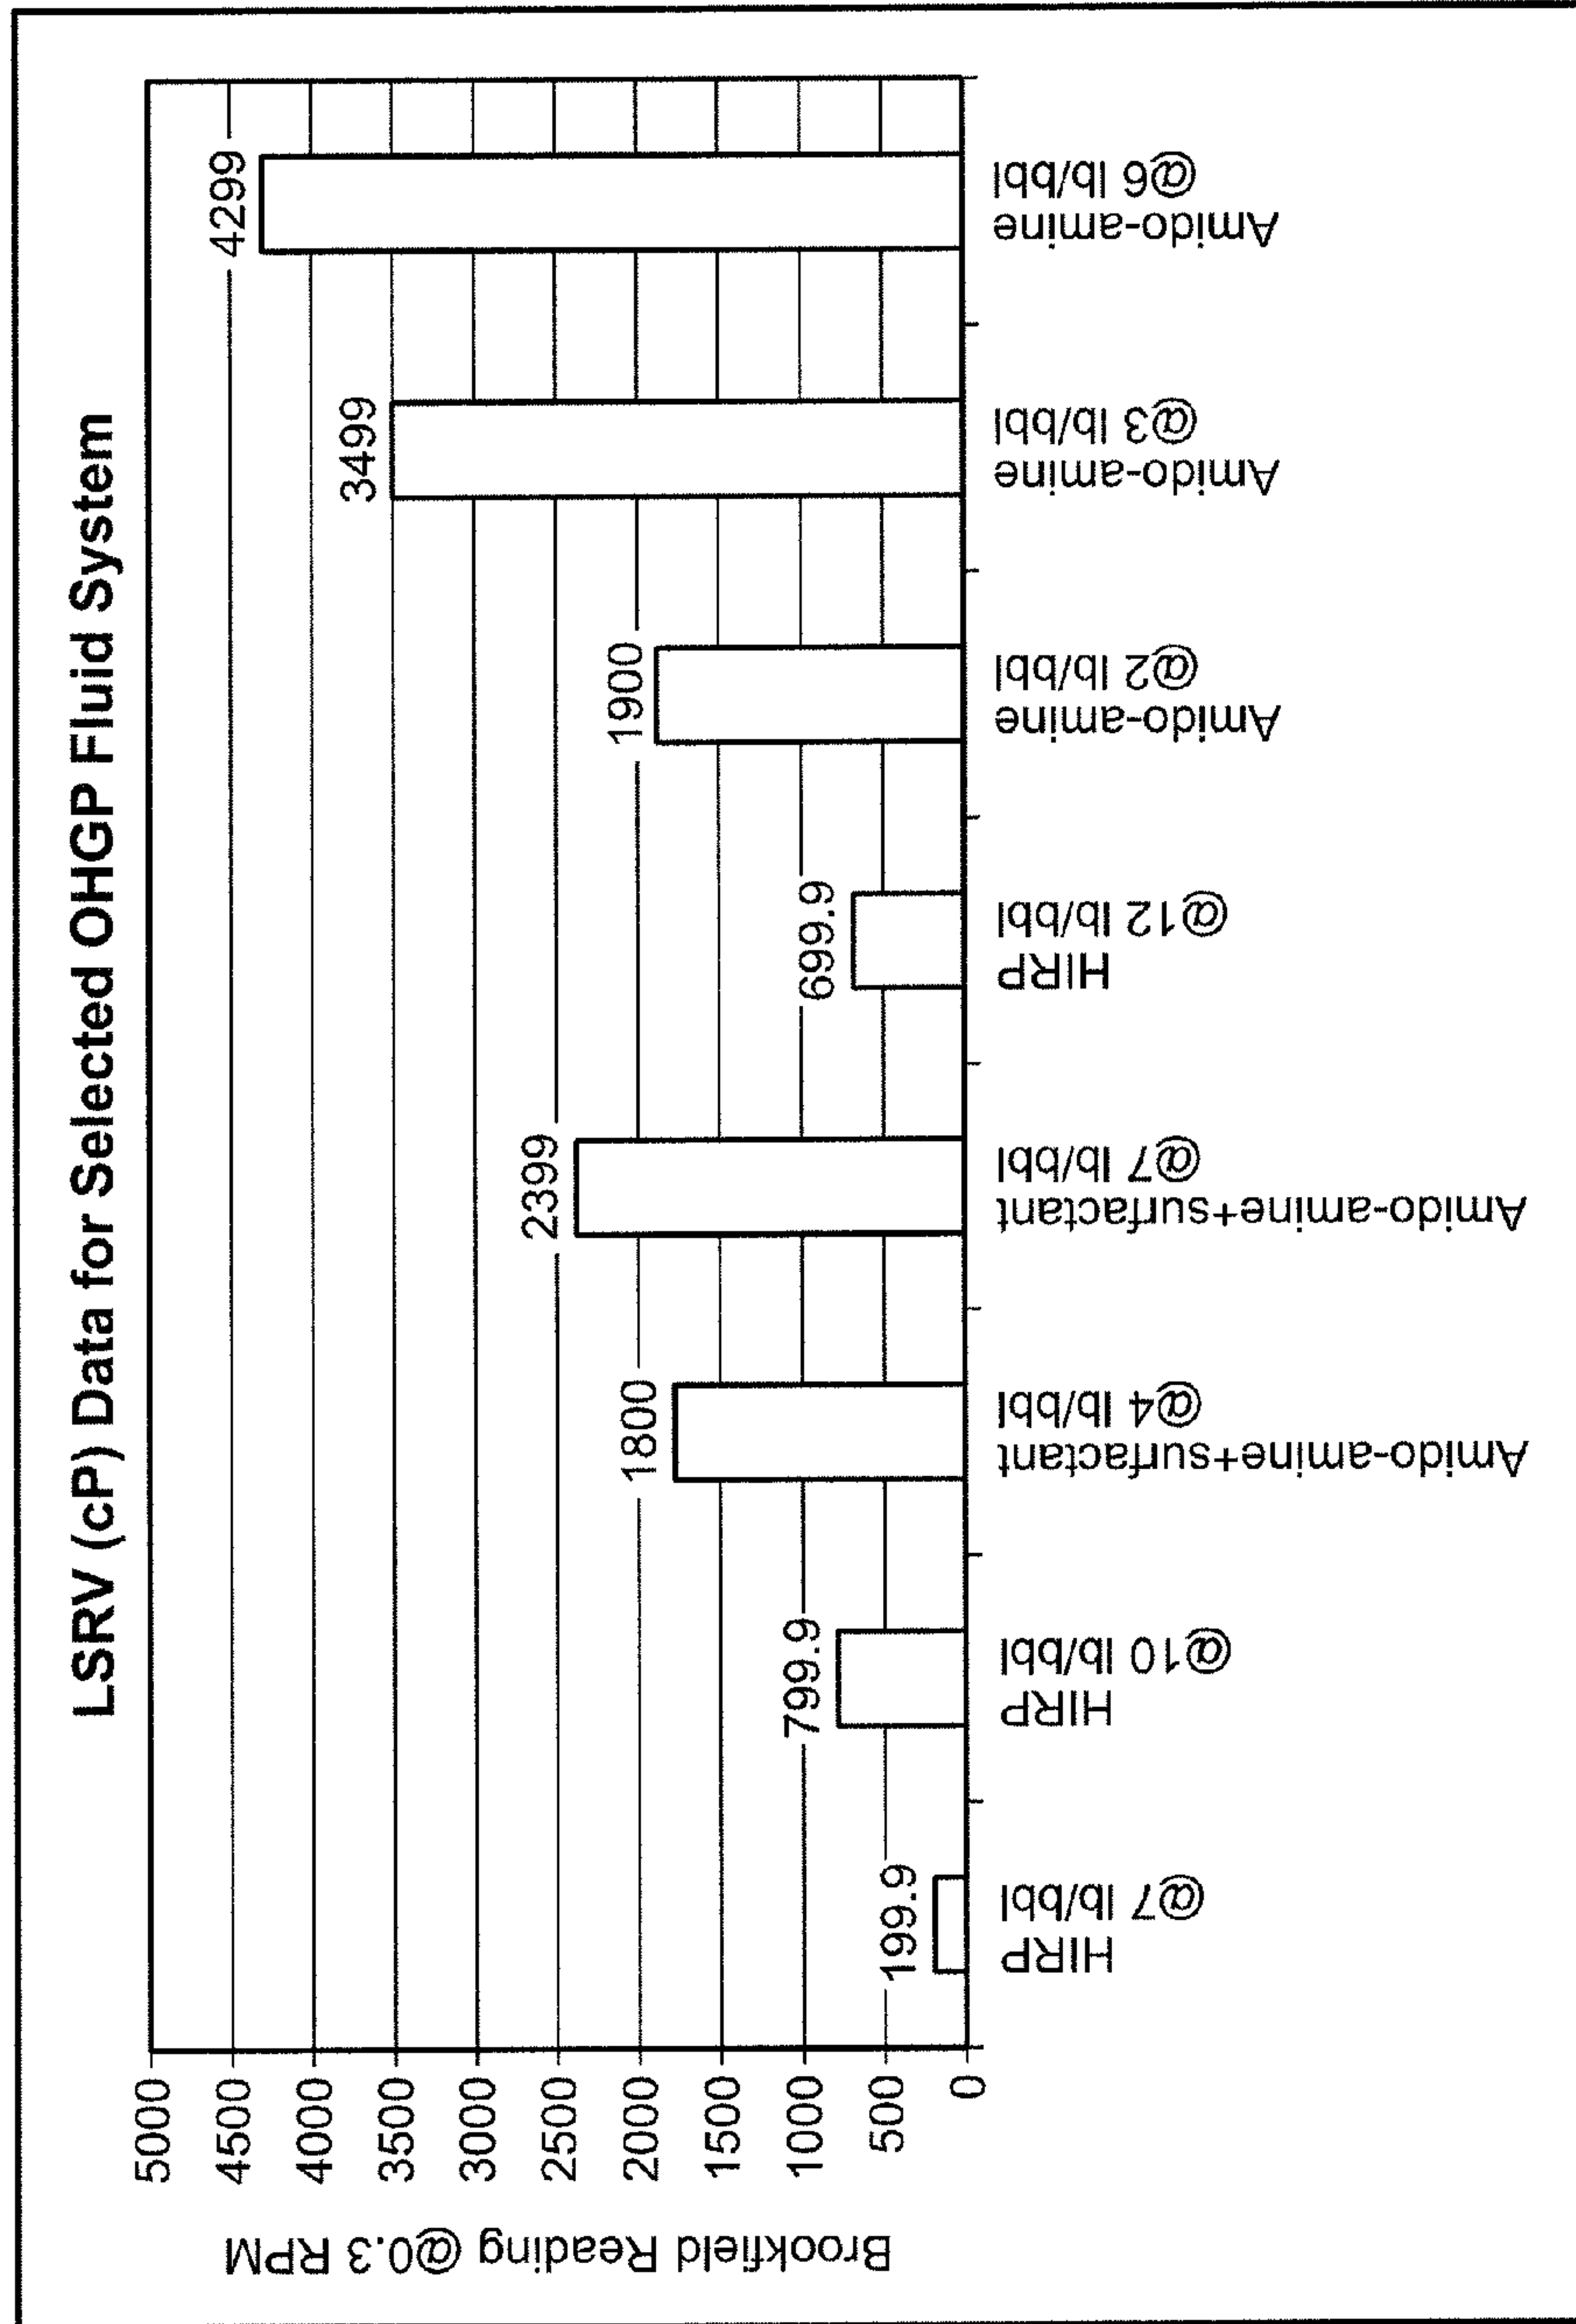 LSRV (cP) Data for Selected OHGP Fluid System
Brookfield Reading @0.3 RPM
5000
4500
4000
3500
3000
2500
2000
1500
1000
500
0
199.9
799.9
1800
2399
699.9
1900
3499
4299
HIRP
@7 lb/bbl
HIRP
@10 lb/bbl
Amido-amine+surfactant
@4 lb/bbl
Amido-amine+surfactant
@7 lb/bbl
HIRP
@12 lb/bbl
Amido-amine
@2 lb/bbl
Amido-amine
@3 lb/bbl
Amido-amine
@6 lb/bbl